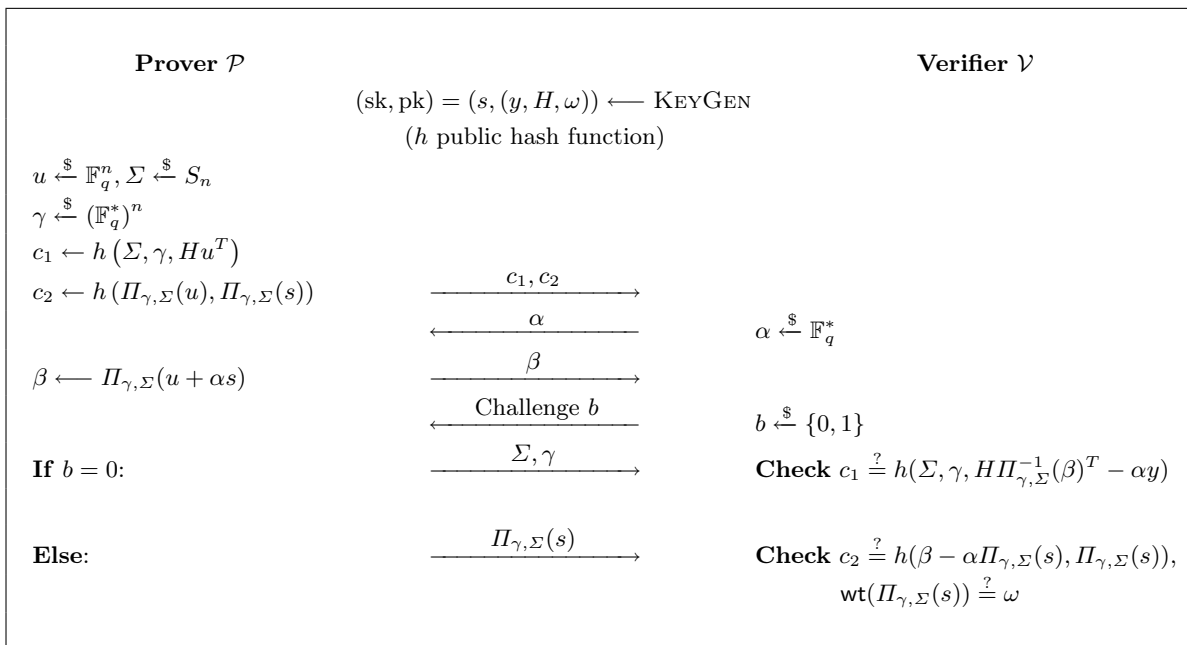 Prover 𝒫 Verifier 𝒱
(sk, pk) = (s, (y, H, ω)) ⟵ KEYGEN
(h public hash function)
u ←$ 𝔽_q^n, Σ ←$ S_n
γ ←$ (𝔽_q^*)^n
c_1 ← h (Σ, γ, Hu^T)
c_2 ← h (Π_{γ,Σ}(u), Π_{γ,Σ}(s)) c_1, c_2
α α ←$ 𝔽_q^*
β ⟵ Π_{γ,Σ}(u + αs) β
Challenge b b ←$ {0, 1}
If b = 0: Σ, γ Check c_1 ≟ h(Σ, γ, HΠ_{γ,Σ}^{-1}(β)^T − αy)
Else: Π_{γ,Σ}(s) Check c_2 ≟ h(β − αΠ_{γ,Σ}(s), Π_{γ,Σ}(s)),
wt(Π_{γ,Σ}(s)) ≟ ω